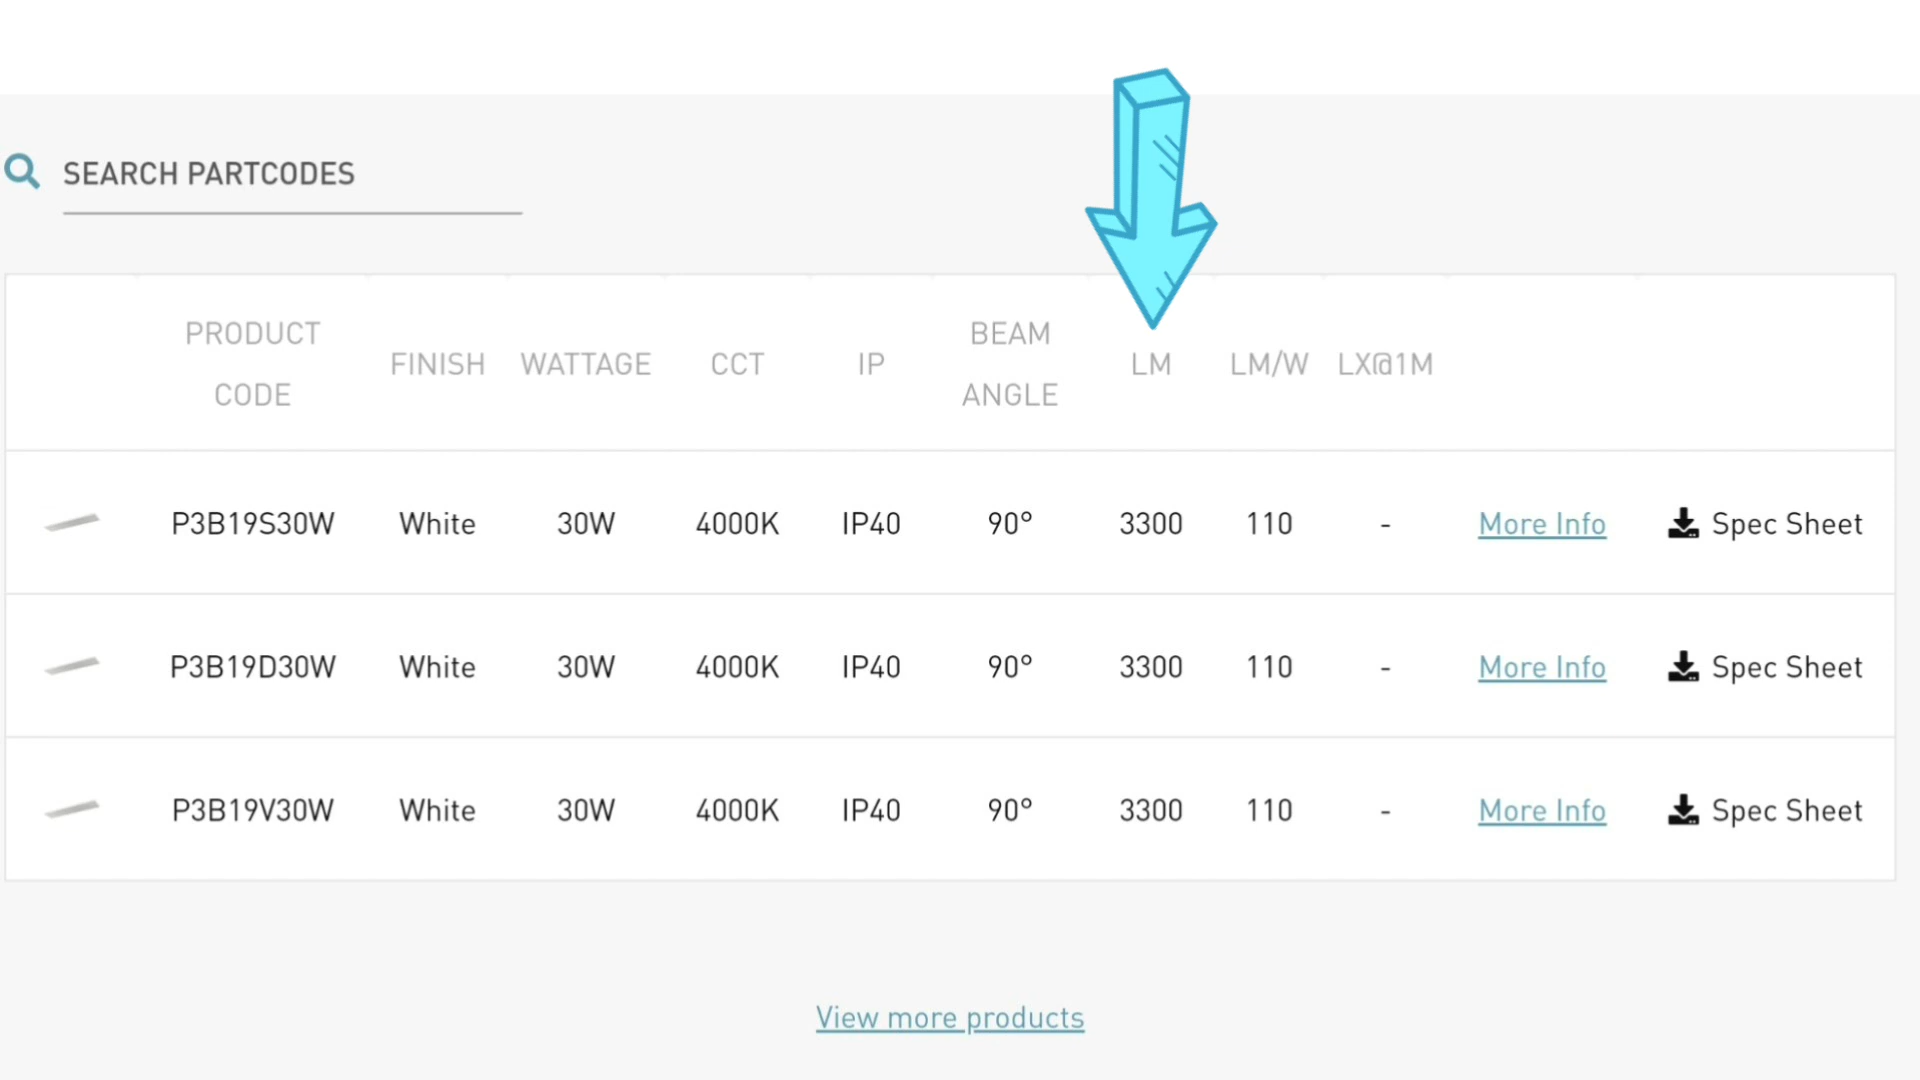 SEARCH PARTCODES
PRODUCT CODE FINISH WATTAGE CCT IP BEAM ANGLE LM LM/W LX@1M
P3B19S30W White 30W 4000K IP40 90° 3300 110 - More Info Spec Sheet
P3B19D30W White 30W 4000K IP40 90° 3300 110 - More Info Spec Sheet
P3B19V30W White 30W 4000K IP40 90° 3300 110 - More Info Spec Sheet
View more products